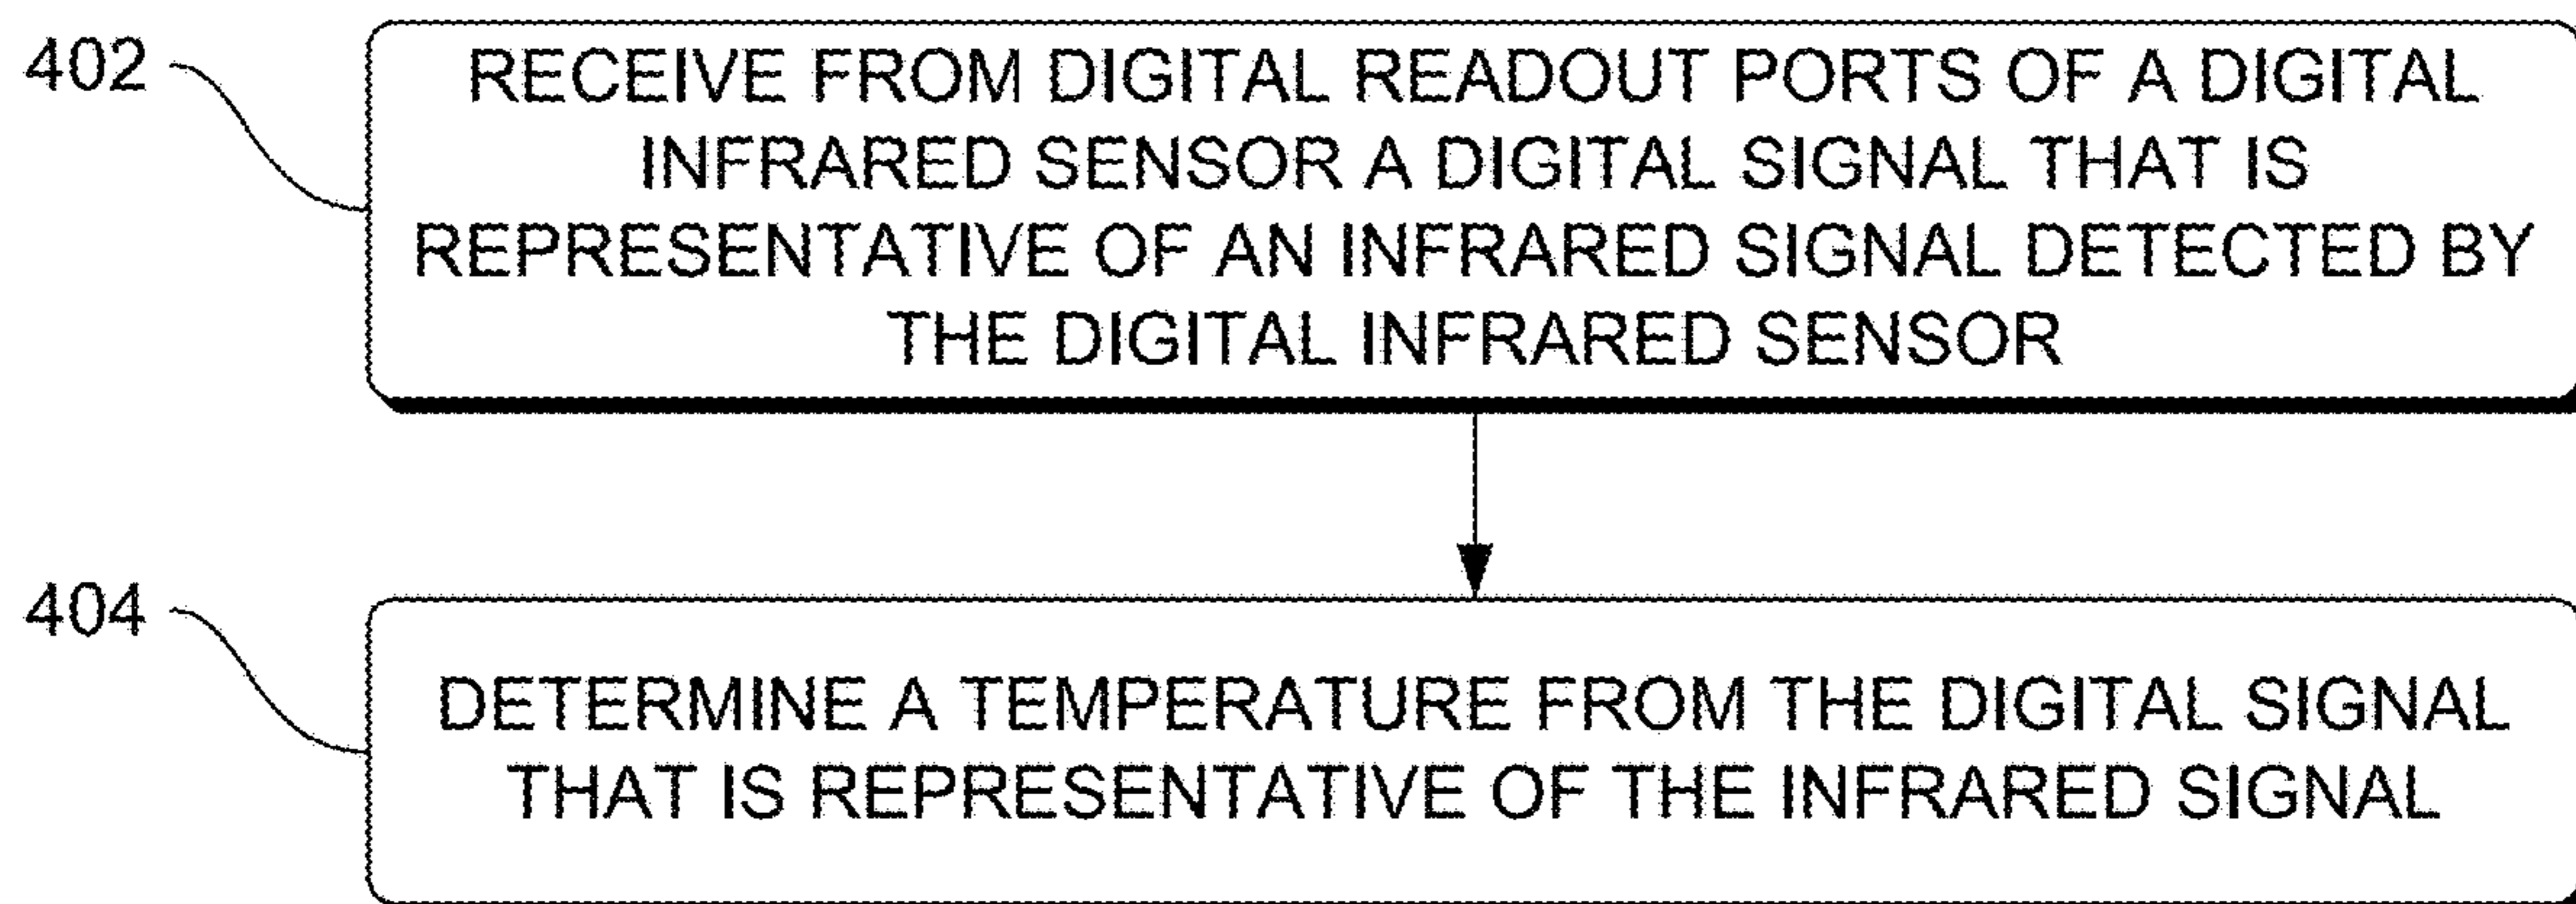 402
RECEIVE FROM DIGITAL READOUT PORTS OF A DIGITAL
INFRARED SENSOR A DIGITAL SIGNAL THAT IS
REPRESENTATIVE OF AN INFRARED SIGNAL DETECTED BY
THE DIGITAL INFRARED SENSOR
404
DETERMINE A TEMPERATURE FROM THE DIGITAL SIGNAL
THAT IS REPRESENTATIVE OF THE INFRARED SIGNAL